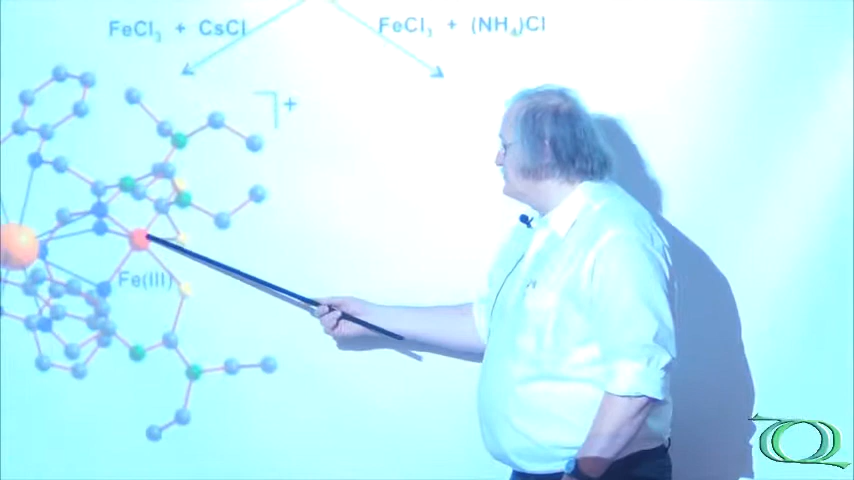 FeCl₃ + CsCl
FeCl₃ + (NH₄)Cl
+
Fe(III)